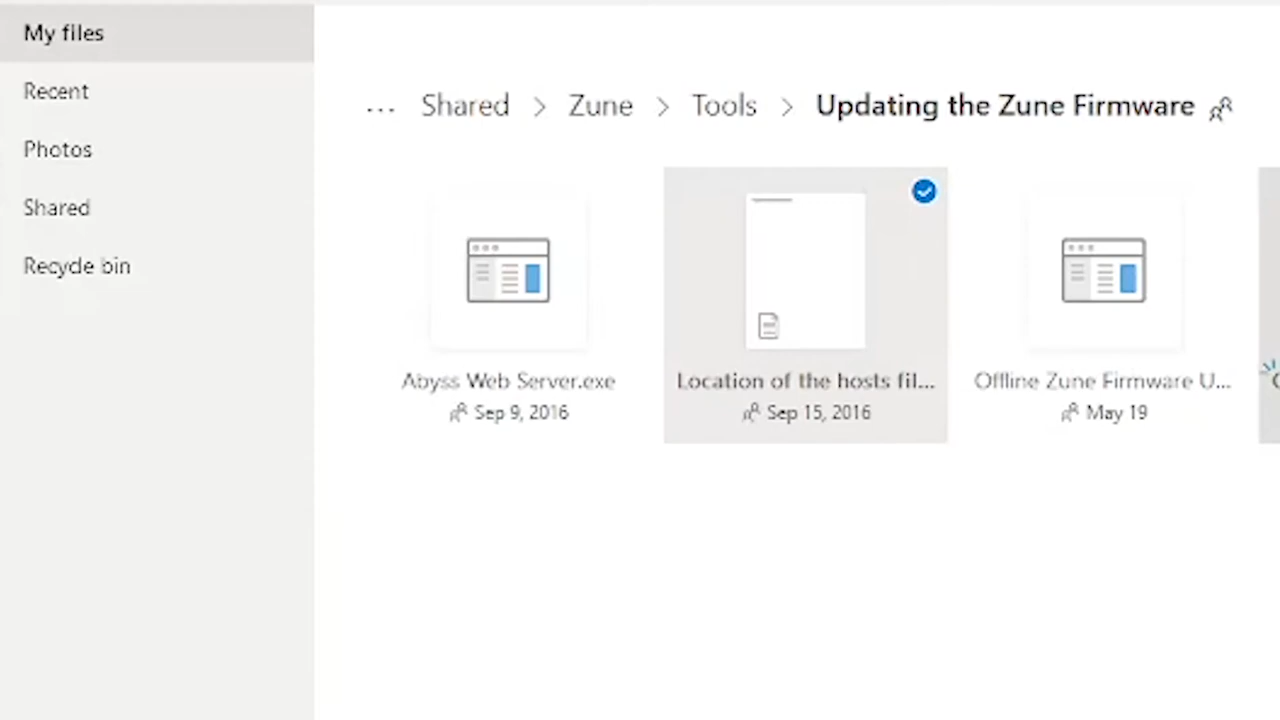 My files
Recent
Photos
Shared
Recycle bin
... Shared > Zune > Tools > Updating the Zune Firmware
Abyss Web Server.exe
Sep 9, 2016
Location of the hosts fil...
Sep 15, 2016
Offline Zune Firmware U...
May 19